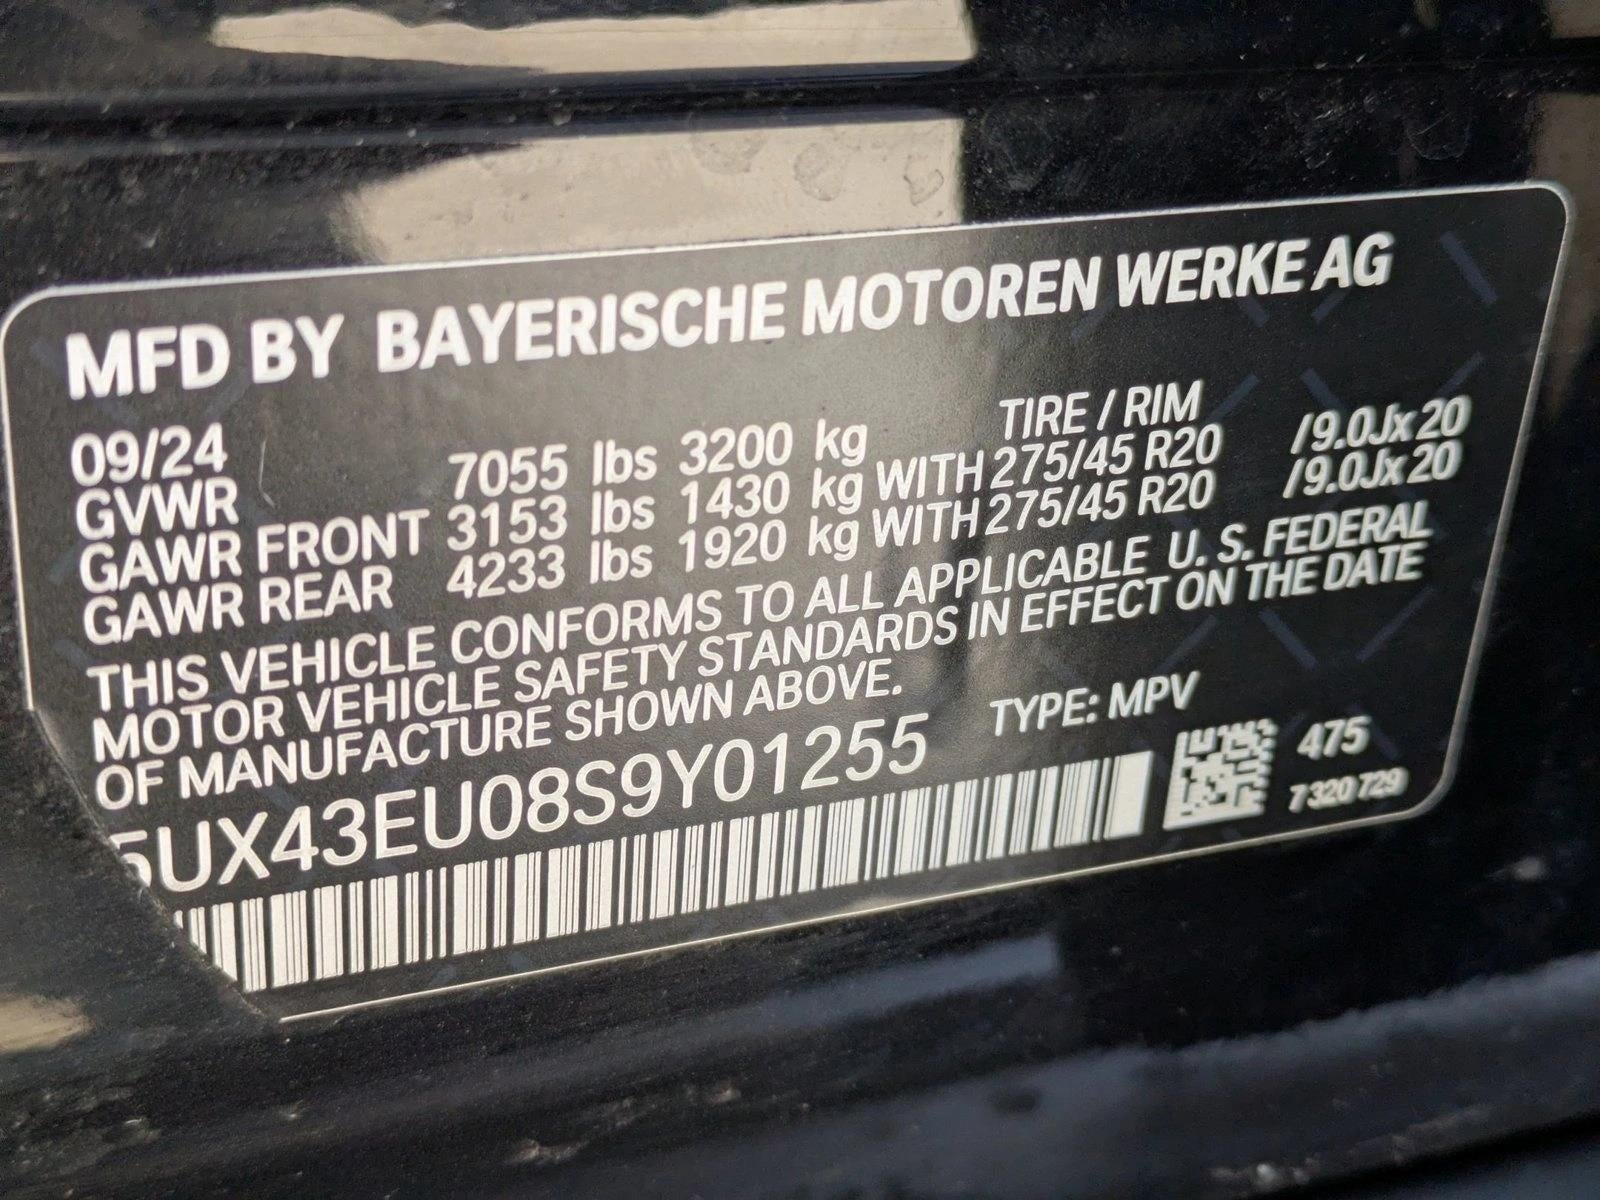 MFD BY BAYERISCHE MOTOREN WERKE AG
09/24 TIRE / RIM
GVWR 7055 lbs 3200 kg
GAWR FRONT 3153 lbs 1430 kg WITH 275/45 R20 /9.0Jx20
GAWR REAR 4233 lbs 1920 kg WITH 275/45 R20 /9.0Jx20
THIS VEHICLE CONFORMS TO ALL APPLICABLE U. S. FEDERAL
MOTOR VEHICLE SAFETY STANDARDS IN EFFECT ON THE DATE
OF MANUFACTURE SHOWN ABOVE.
5UX43EU08S9Y01255 TYPE: MPV
475
7320729